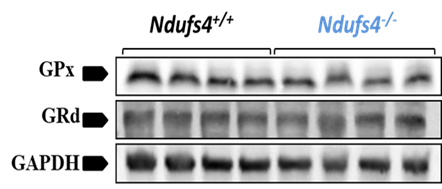 Ndufs4+/+ Ndufs4-/-
GPx
GRd
GAPDH